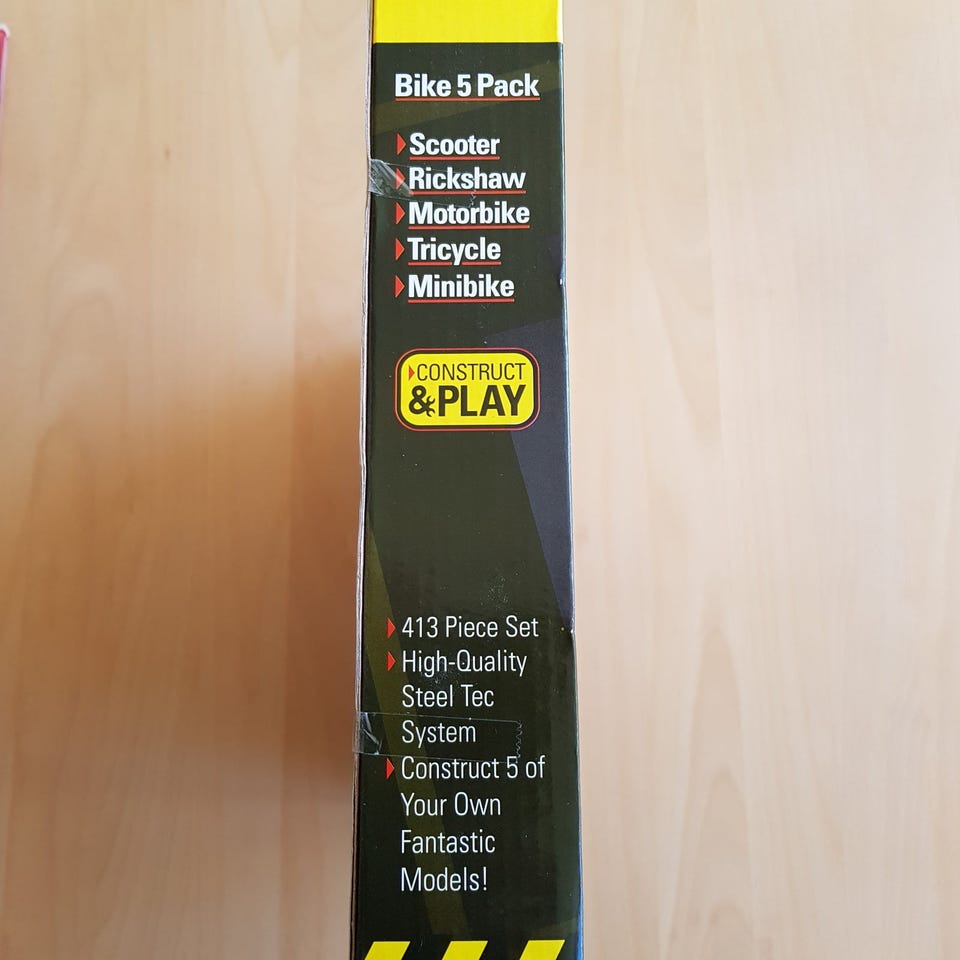 Bike 5 Pack
Scooter
Rickshaw
Motorbike
Tricycle
Minibike
CONSTRUCT
& PLAY
413 Piece Set
High-Quality
Steel Tec
System
Construct 5 of
Your Own
Fantastic
Models!